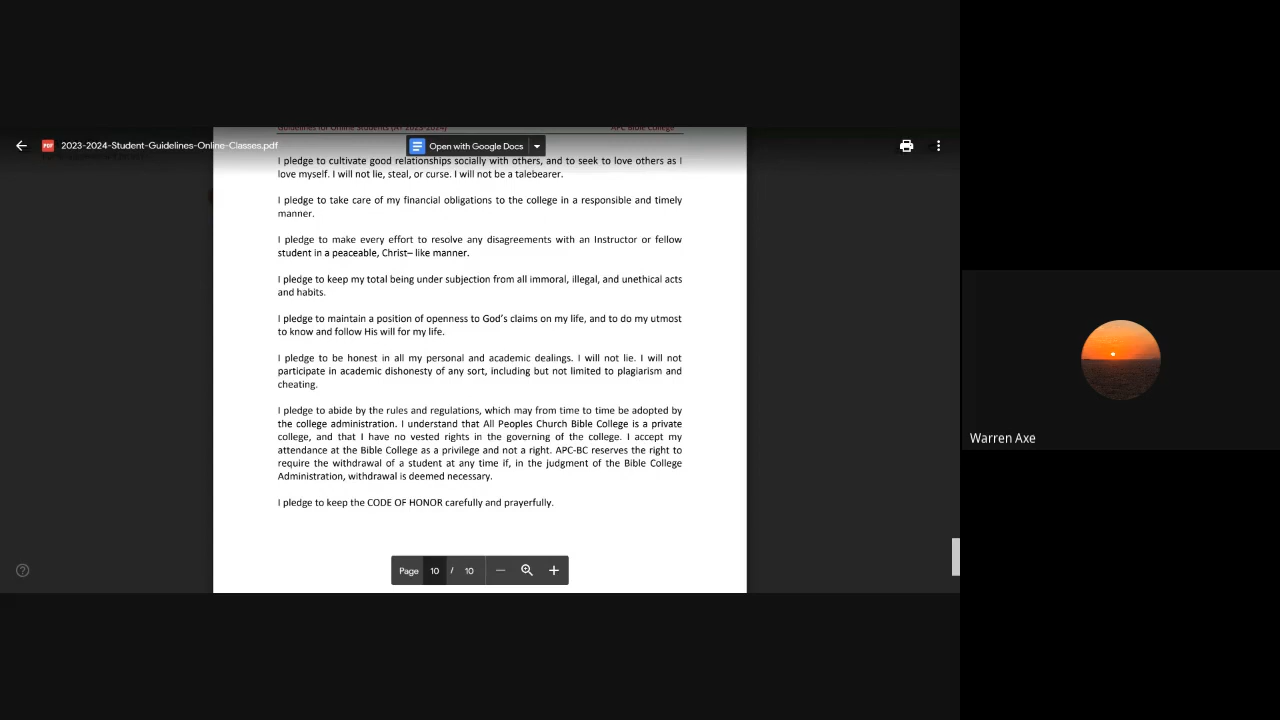 Guidelines for Online Students (AY 2023-2024) APC Bible College
2023-2024-Student-Guidelines-Online-Classes.pdf
Open with Google Docs
I pledge to cultivate good relationships socially with others, and to seek to love others as I
love myself. I will not lie, steal, or curse. I will not be a talebearer.
I pledge to take care of my financial obligations to the college in a responsible and timely
manner.
I pledge to make every effort to resolve any disagreements with an Instructor or fellow
student in a peaceable, Christ– like manner.
I pledge to keep my total being under subjection from all immoral, illegal, and unethical acts
and habits.
I pledge to maintain a position of openness to God's claims on my life, and to do my utmost
to know and follow His will for my life.
I pledge to be honest in all my personal and academic dealings. I will not lie. I will not
participate in academic dishonesty of any sort, including but not limited to plagiarism and
cheating.
I pledge to abide by the rules and regulations, which may from time to time be adopted by
the college administration. I understand that All Peoples Church Bible College is a private
college, and that I have no vested rights in the governing of the college. I accept my
attendance at the Bible College as a privilege and not a right. APC-BC reserves the right to
require the withdrawal of a student at any time if, in the judgment of the Bible College
Administration, withdrawal is deemed necessary.
I pledge to keep the CODE OF HONOR carefully and prayerfully.
Page 10 / 10
Warren Axe